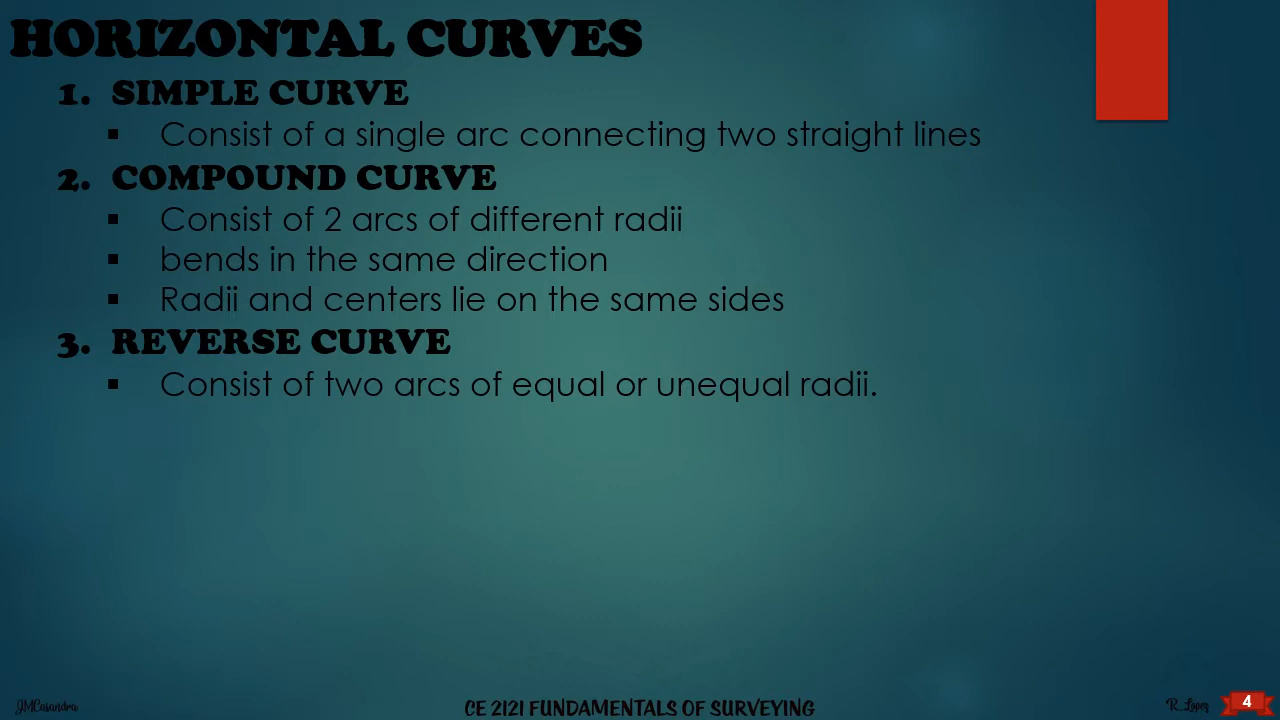 HORIZONTAL CURVES
1. SIMPLE CURVE
▪ Consist of a single arc connecting two straight lines
2. COMPOUND CURVE
▪ Consist of 2 arcs of different radii
▪ bends in the same direction
▪ Radii and centers lie on the same sides
3. REVERSE CURVE
▪ Consist of two arcs of equal or unequal radii.
JMCasandra
CE 2121 FUNDAMENTALS OF SURVEYING
R_Lopez
4